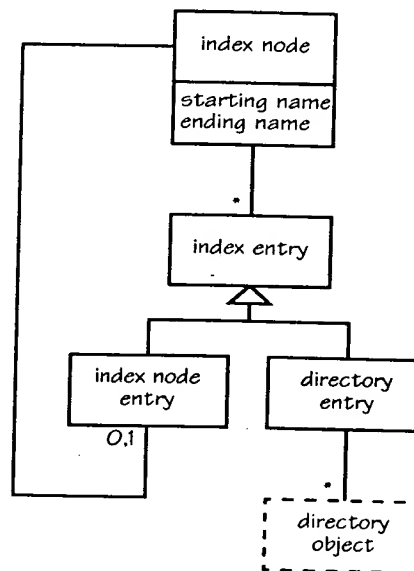 index node
starting name
ending name
*
index entry
index node
entry
directory
entry
0,1
*
directory
object